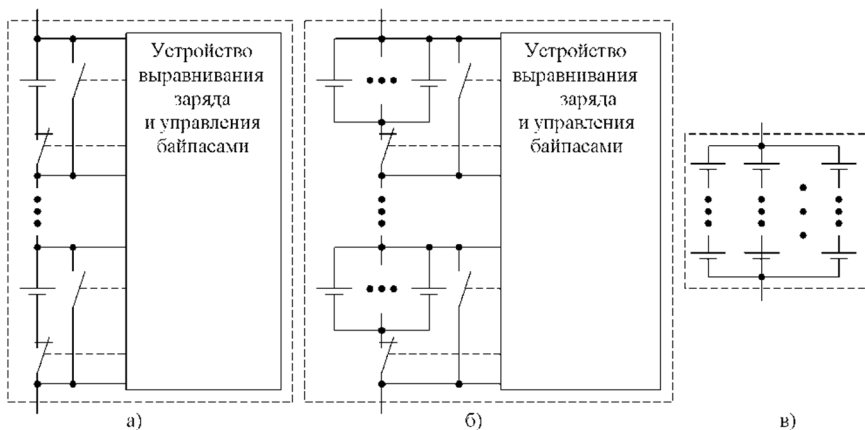 Устройство
выравнивания
заряда
и управления
байпасами
Устройство
выравнивания
заряда
и управления
байпасами
а)
б)
в)